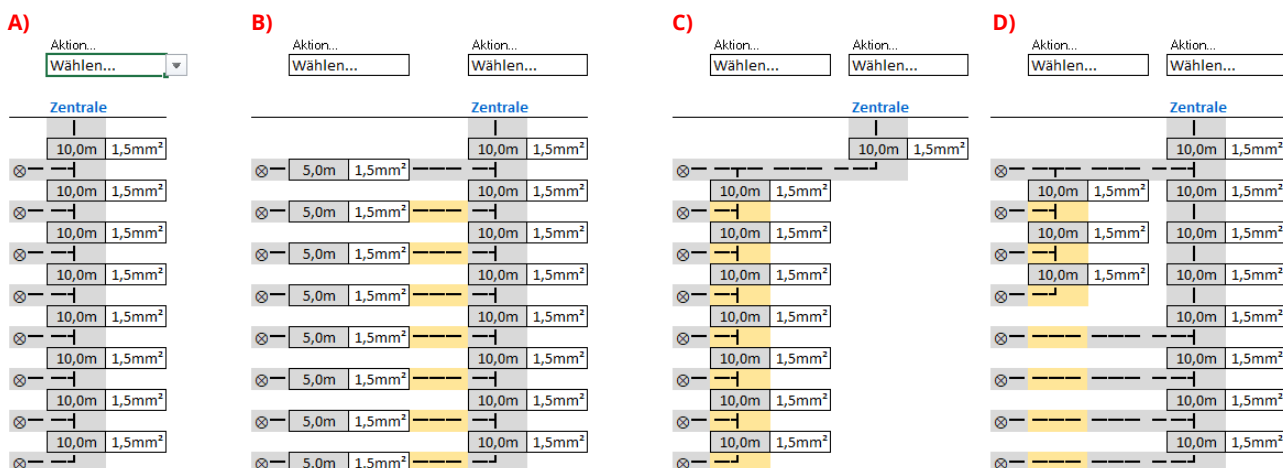 A) B) C) D)
Aktion... Aktion... Aktion... Aktion... Aktion... Aktion... Aktion...
Wählen... Wählen... Wählen... Wählen... Wählen... Wählen... Wählen...
Zentrale Zentrale Zentrale Zentrale
10,0m 1,5mm² 10,0m 1,5mm² 10,0m 1,5mm² 10,0m 1,5mm²
5,0m 1,5mm²
10,0m 1,5mm² 10,0m 1,5mm² 10,0m 1,5mm² 10,0m 1,5mm² 10,0m 1,5mm²
5,0m 1,5mm²
10,0m 1,5mm² 10,0m 1,5mm² 10,0m 1,5mm² 10,0m 1,5mm² 10,0m 1,5mm²
5,0m 1,5mm²
10,0m 1,5mm² 10,0m 1,5mm² 10,0m 1,5mm² 10,0m 1,5mm² 10,0m 1,5mm²
5,0m 1,5mm²
10,0m 1,5mm² 10,0m 1,5mm² 10,0m 1,5mm² 10,0m 1,5mm²
5,0m 1,5mm²
10,0m 1,5mm² 10,0m 1,5mm² 10,0m 1,5mm² 10,0m 1,5mm²
5,0m 1,5mm²
10,0m 1,5mm² 10,0m 1,5mm² 10,0m 1,5mm² 10,0m 1,5mm²
5,0m 1,5mm²
10,0m 1,5mm² 10,0m 1,5mm² 10,0m 1,5mm² 10,0m 1,5mm²
5,0m 1,5mm²